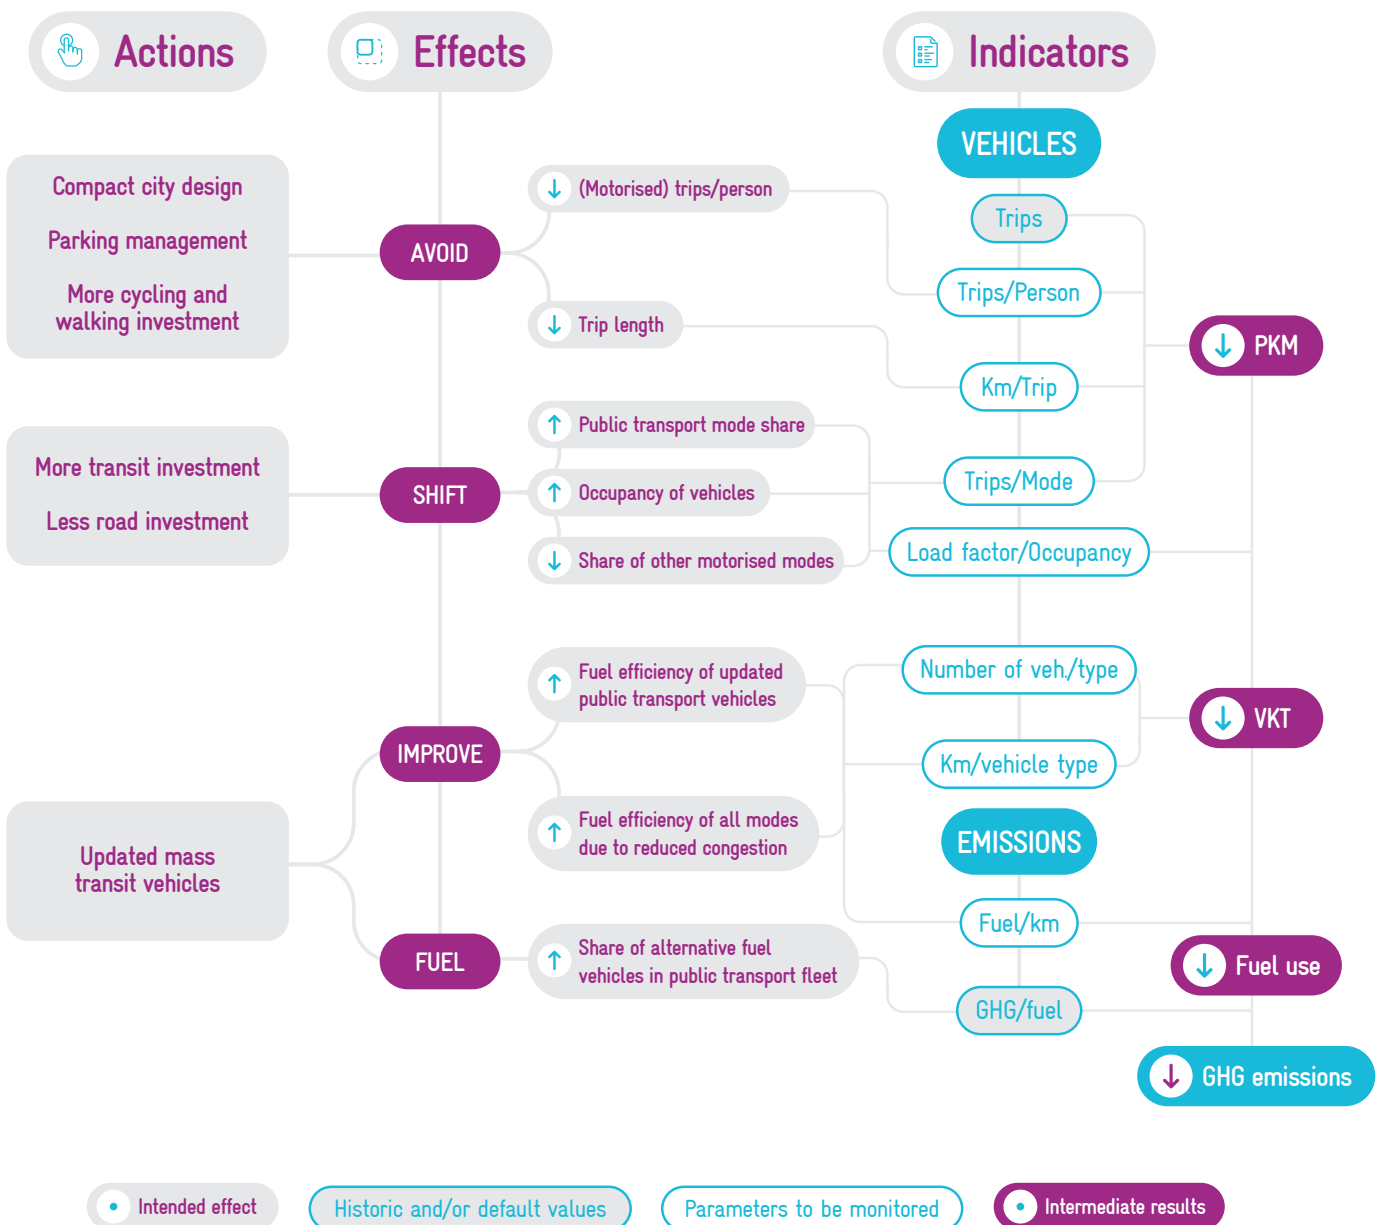 Actions
Effects
Indicators
VEHICLES
Compact city design
Parking management
More cycling and
walking investment
AVOID
(Motorised) trips/person
Trip length
Trips
Trips/Person
Km/Trip
PKM
More transit investment
Less road investment
SHIFT
Public transport mode share
Occupancy of vehicles
Share of other motorised modes
Trips/Mode
Load factor/Occupancy
Updated mass
transit vehicles
IMPROVE
Fuel efficiency of updated
public transport vehicles
Fuel efficiency of all modes
due to reduced congestion
Number of veh./type
Km/vehicle type
VKT
EMISSIONS
FUEL
Share of alternative fuel
vehicles in public transport fleet
Fuel/km
GHG/fuel
Fuel use
GHG emissions
Intended effect
Historic and/or default values
Parameters to be monitored
Intermediate results